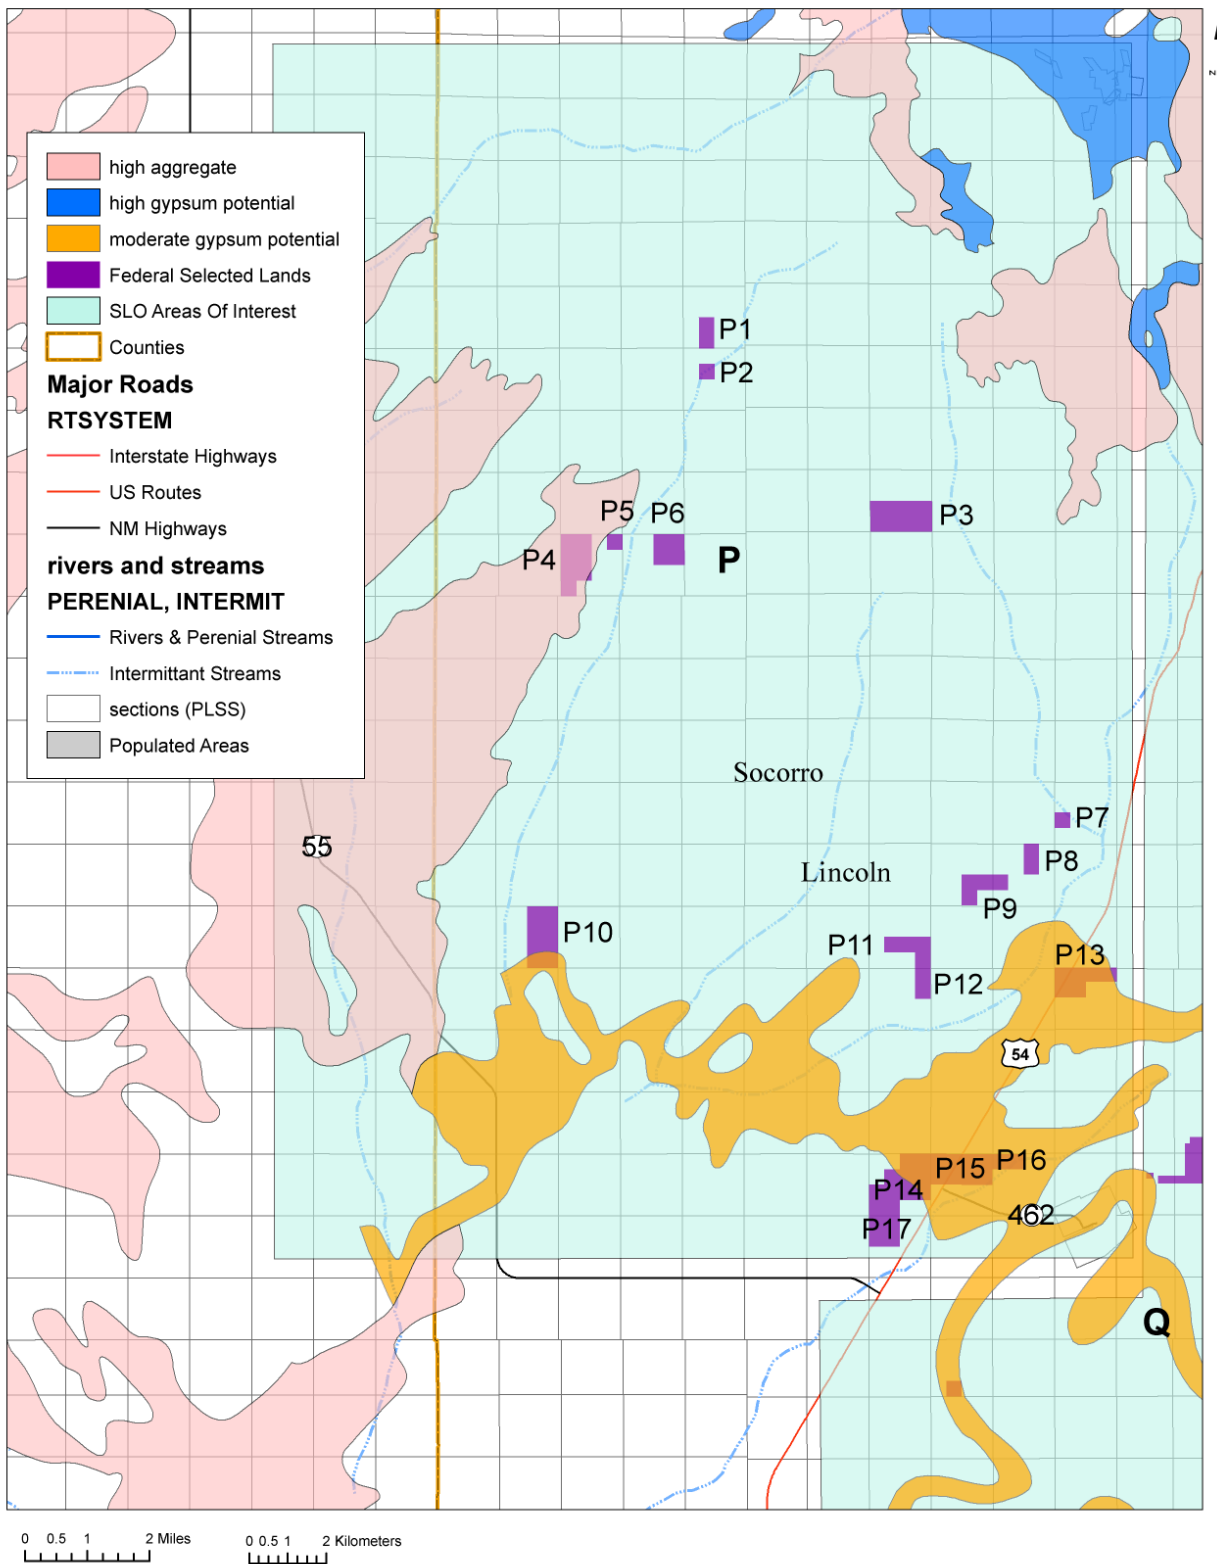 high aggregate
high gypsum potential
moderate gypsum potential
Federal Selected Lands
SLO Areas Of Interest
Counties
Major Roads
RTSYSTEM
Interstate Highways
US Routes
NM Highways
rivers and streams
PERENIAL, INTERMIT
Rivers & Perenial Streams
Intermittant Streams
sections (PLSS)
Populated Areas
P1
P2
P5
P6
P3
P4
P
Socorro
P7
55
P8
Lincoln
P9
P10
P11
P13
P12
54
P15
P16
P14
462
P17
Q
0 0.5 1 2 Miles
0 0.5 1 2 Kilometers